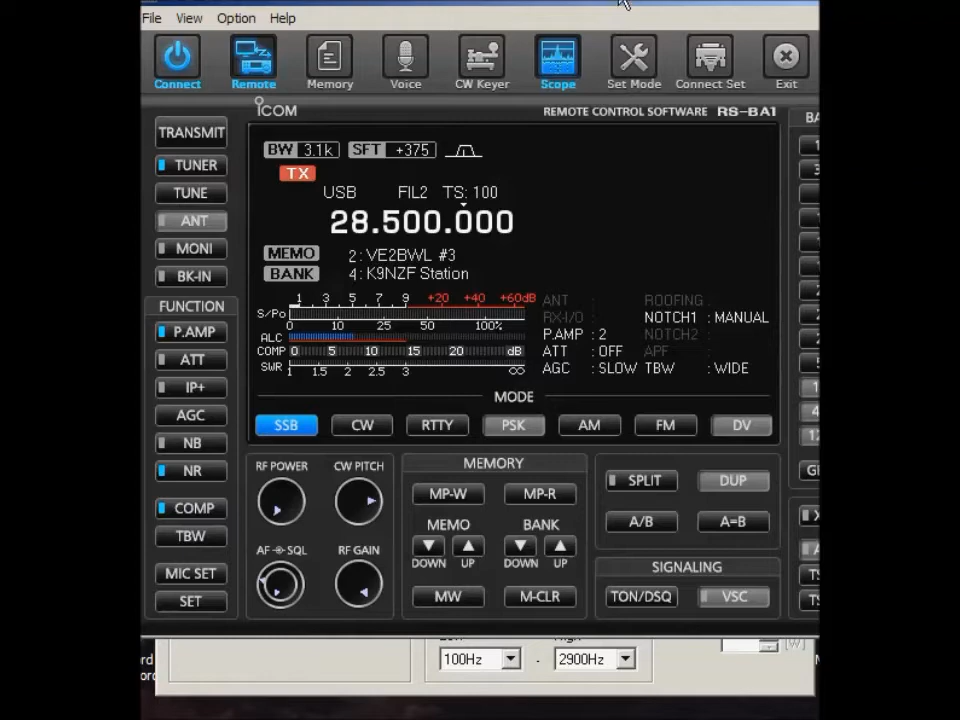 File View Option Help
Connect Remote Memory Voice CW Keyer Scope Set Mode Connect Set Exit
ICOM REMOTE CONTROL SOFTWARE RS-BA1
TRANSMIT
TUNER
TUNE
ANT
MONI
BK-IN
FUNCTION
P.AMP
ATT
IP+
AGC
NB
NR
COMP
TBW
MIC SET
SET
BW 3.1k SFT +375
TX
USB FIL2 TS: 100
28.500.000
MEMO 2: VE2BWL #3
BANK 4: K9NZF Station
1 3 5 7 9 +20 +40 +60dB
S/Po
0 10 25 50 100%
ALC
COMP 0 5 10 15 20 dB
SWR 1 1.5 2 2.5 3 ∞
ANT :
RX-I/O :
P.AMP : 2
ATT : OFF
AGC : SLOW
ROOFING :
NOTCH1 : MANUAL
NOTCH2 :
APF :
TBW : WIDE
MODE
SSB CW RTTY PSK AM FM DV
RF POWER CW PITCH
AF SQL RF GAIN
MEMORY
MP-W MP-R
MEMO BANK
DOWN UP DOWN UP
MW M-CLR
SPLIT DUP
A/B A=B
SIGNALING
TON/DSQ VSC
100Hz - 2900Hz [W]